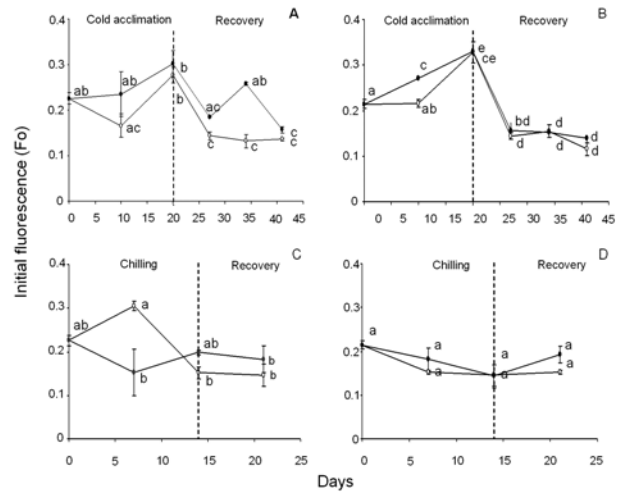 Cold acclimation Recovery A
0.4
0.3
0.2
0.1
0
ab ab ab b b ac ac ab c c c c
0 5 10 15 20 25 30 35 40 45
Cold acclimation Recovery B
0.4
0.3
0.2
0.1
0
a c ab e ce bd d d d d d
0 5 10 15 20 25 30 35 40 45
Initial fluorescence (Fo)
Chilling Recovery C
0.4
0.3
0.2
0.1
0
ab a b ab b b b
0 5 10 15 20 25
Chilling Recovery D
0.4
0.3
0.2
0.1
0
a a a a a a a
0 5 10 15 20 25
Days